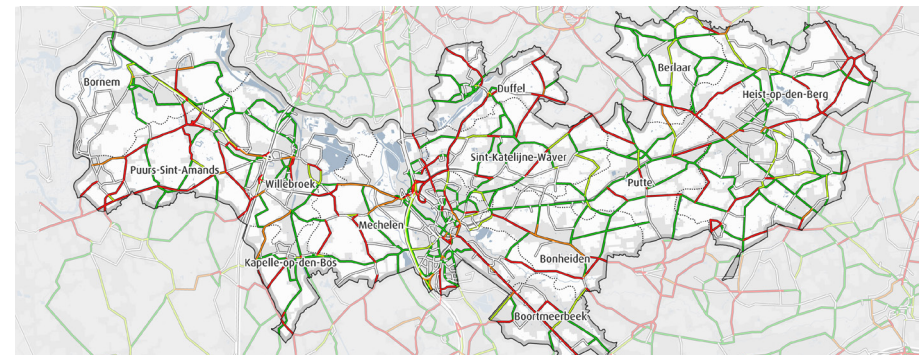 Bornem
Berlaar
Duffel
Heist-op-den-Berg
Sint-Katelijne-Waver
Puurs-Sint-Amands
Willebroek
Putte
Mechelen
Kapelle-op-den-Bos
Bonheiden
Boortmeerbeek